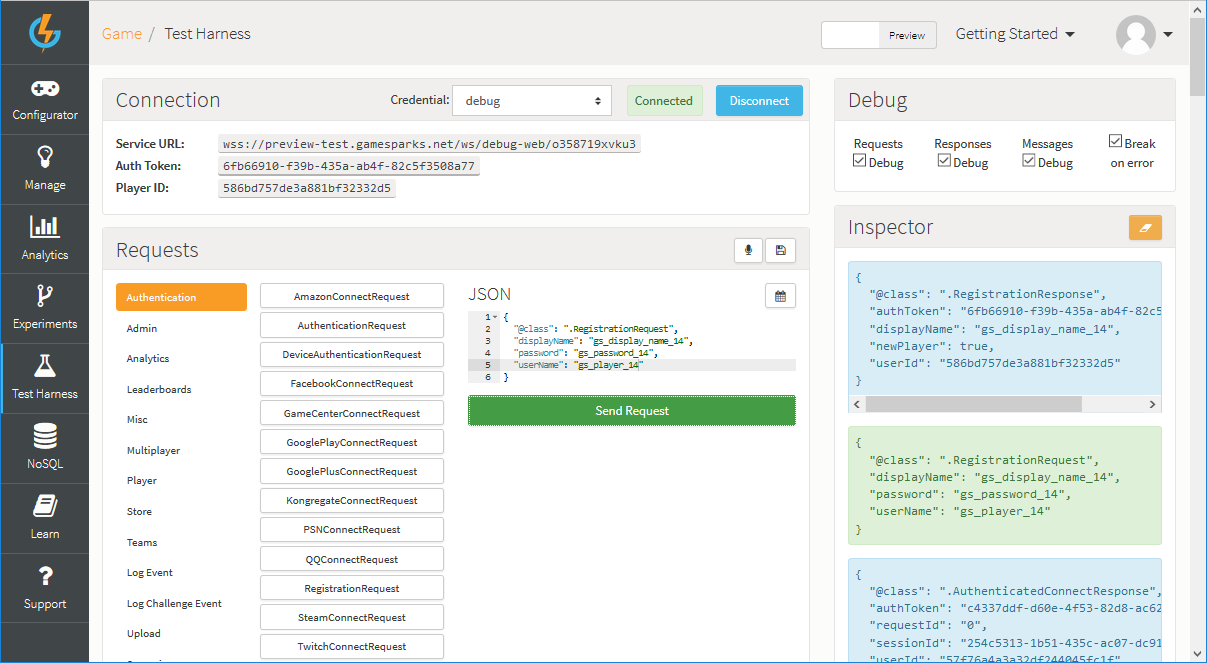 Game / Test Harness
Preview
Getting Started
Configurator
Manage
Analytics
Experiments
Test Harness
NoSQL
Learn
Support
Connection
Credential:
debug
Connected
Disconnect
Service URL: wss://preview-test.gamesparks.net/ws/debug-web/o358719xvku3
Auth Token: 6fb66910-f39b-435a-ab4f-82c5f3508a77
Player ID: 586bd757de3a881bf32332d5
Requests
Authentication
Admin
Analytics
Leaderboards
Misc
Multiplayer
Player
Store
Teams
Log Event
Log Challenge Event
Upload
AmazonConnectRequest
AuthenticationRequest
DeviceAuthenticationRequest
FacebookConnectRequest
GameCenterConnectRequest
GooglePlayConnectRequest
GooglePlusConnectRequest
KongregateConnectRequest
PSNConnectRequest
QQConnectRequest
RegistrationRequest
SteamConnectRequest
TwitchConnectRequest
JSON
1 {
2 "@class": ".RegistrationRequest",
3 "displayName": "gs_display_name_14",
4 "password": "gs_password_14",
5 "userName": "gs_player_14"
6 }
Send Request
Debug
Requests Responses Messages Break
Debug Debug Debug on error
Inspector
{
"@class": ".RegistrationResponse",
"authToken": "6fb66910-f39b-435a-ab4f-82c5
"displayName": "gs_display_name_14",
"newPlayer": true,
"userId": "586bd757de3a881bf32332d5"
}
{
"@class": ".RegistrationRequest",
"displayName": "gs_display_name_14",
"password": "gs_password_14",
"userName": "gs_player_14"
}
{
"@class": ".AuthenticatedConnectResponse",
"authToken": "c4337ddf-d60e-4f53-82d8-ac62
"requestId": "0",
"sessionId": "254c5313-1b51-435c-ac07-dc91
"userId": "57f76a4a3a32df244045fc1f"